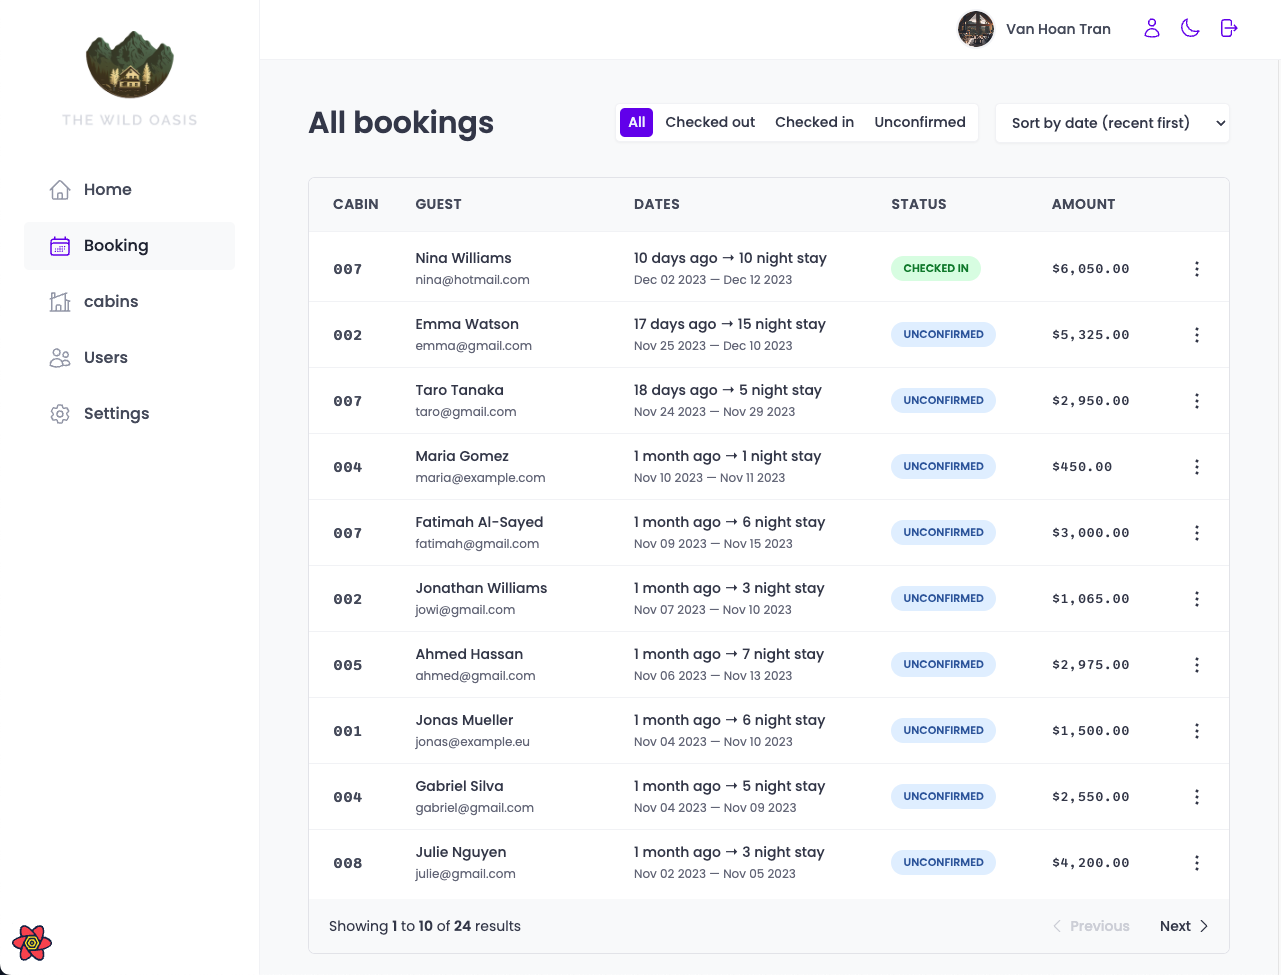 THE WILD OASIS
Van Hoan Tran
Home
Booking
cabins
Users
Settings
All bookings
All Checked out Checked in Unconfirmed
Sort by date (recent first)
CABIN GUEST DATES STATUS AMOUNT
007 Nina Williams 10 days ago → 10 night stay CHECKED IN $6,050.00
nina@hotmail.com Dec 02 2023 — Dec 12 2023
002 Emma Watson 17 days ago → 15 night stay UNCONFIRMED $5,325.00
emma@gmail.com Nov 25 2023 — Dec 10 2023
007 Taro Tanaka 18 days ago → 5 night stay UNCONFIRMED $2,950.00
taro@gmail.com Nov 24 2023 — Nov 29 2023
004 Maria Gomez 1 month ago → 1 night stay UNCONFIRMED $450.00
maria@example.com Nov 10 2023 — Nov 11 2023
007 Fatimah Al-Sayed 1 month ago → 6 night stay UNCONFIRMED $3,000.00
fatimah@gmail.com Nov 09 2023 — Nov 15 2023
002 Jonathan Williams 1 month ago → 3 night stay UNCONFIRMED $1,065.00
jowi@gmail.com Nov 07 2023 — Nov 10 2023
005 Ahmed Hassan 1 month ago → 7 night stay UNCONFIRMED $2,975.00
ahmed@gmail.com Nov 06 2023 — Nov 13 2023
001 Jonas Mueller 1 month ago → 6 night stay UNCONFIRMED $1,500.00
jonas@example.eu Nov 04 2023 — Nov 10 2023
004 Gabriel Silva 1 month ago → 5 night stay UNCONFIRMED $2,550.00
gabriel@gmail.com Nov 04 2023 — Nov 09 2023
008 Julie Nguyen 1 month ago → 3 night stay UNCONFIRMED $4,200.00
julie@gmail.com Nov 02 2023 — Nov 05 2023
Showing 1 to 10 of 24 results
Previous Next